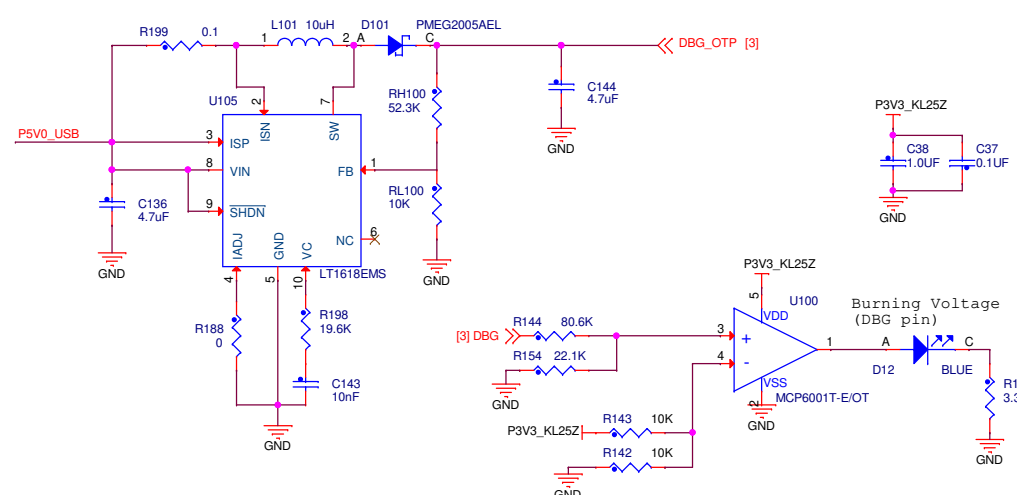 R199 0.1
L101 10uH
D101 PMEG2005AEL
1 2 A C
DBG_OTP [3]
U105
2 ISN
7 SW
RH100
52.3K
C144
4.7uF
GND
P5V0_USB
3 ISP
8 VIN
9 SHDN
FB 1
NC 6
IADJ
GND
VC
4
5
10
LT1618EMS
C136
4.7uF
GND
RL100
10K
GND
R188
0
R198
19.6K
C143
10nF
GND
P3V3_KL25Z
C38
1.0UF
C37
0.1UF
GND
P3V3_KL25Z
5
VDD
U100
Burning Voltage
(DBG pin)
[3] DBG
R144 80.6K
R154 22.1K
GND
3 +
4 -
1
A C
D12 BLUE
VSS
2
MCP6001T-E/OT
GND
P3V3_KL25Z
R143 10K
R142 10K
GND
GND